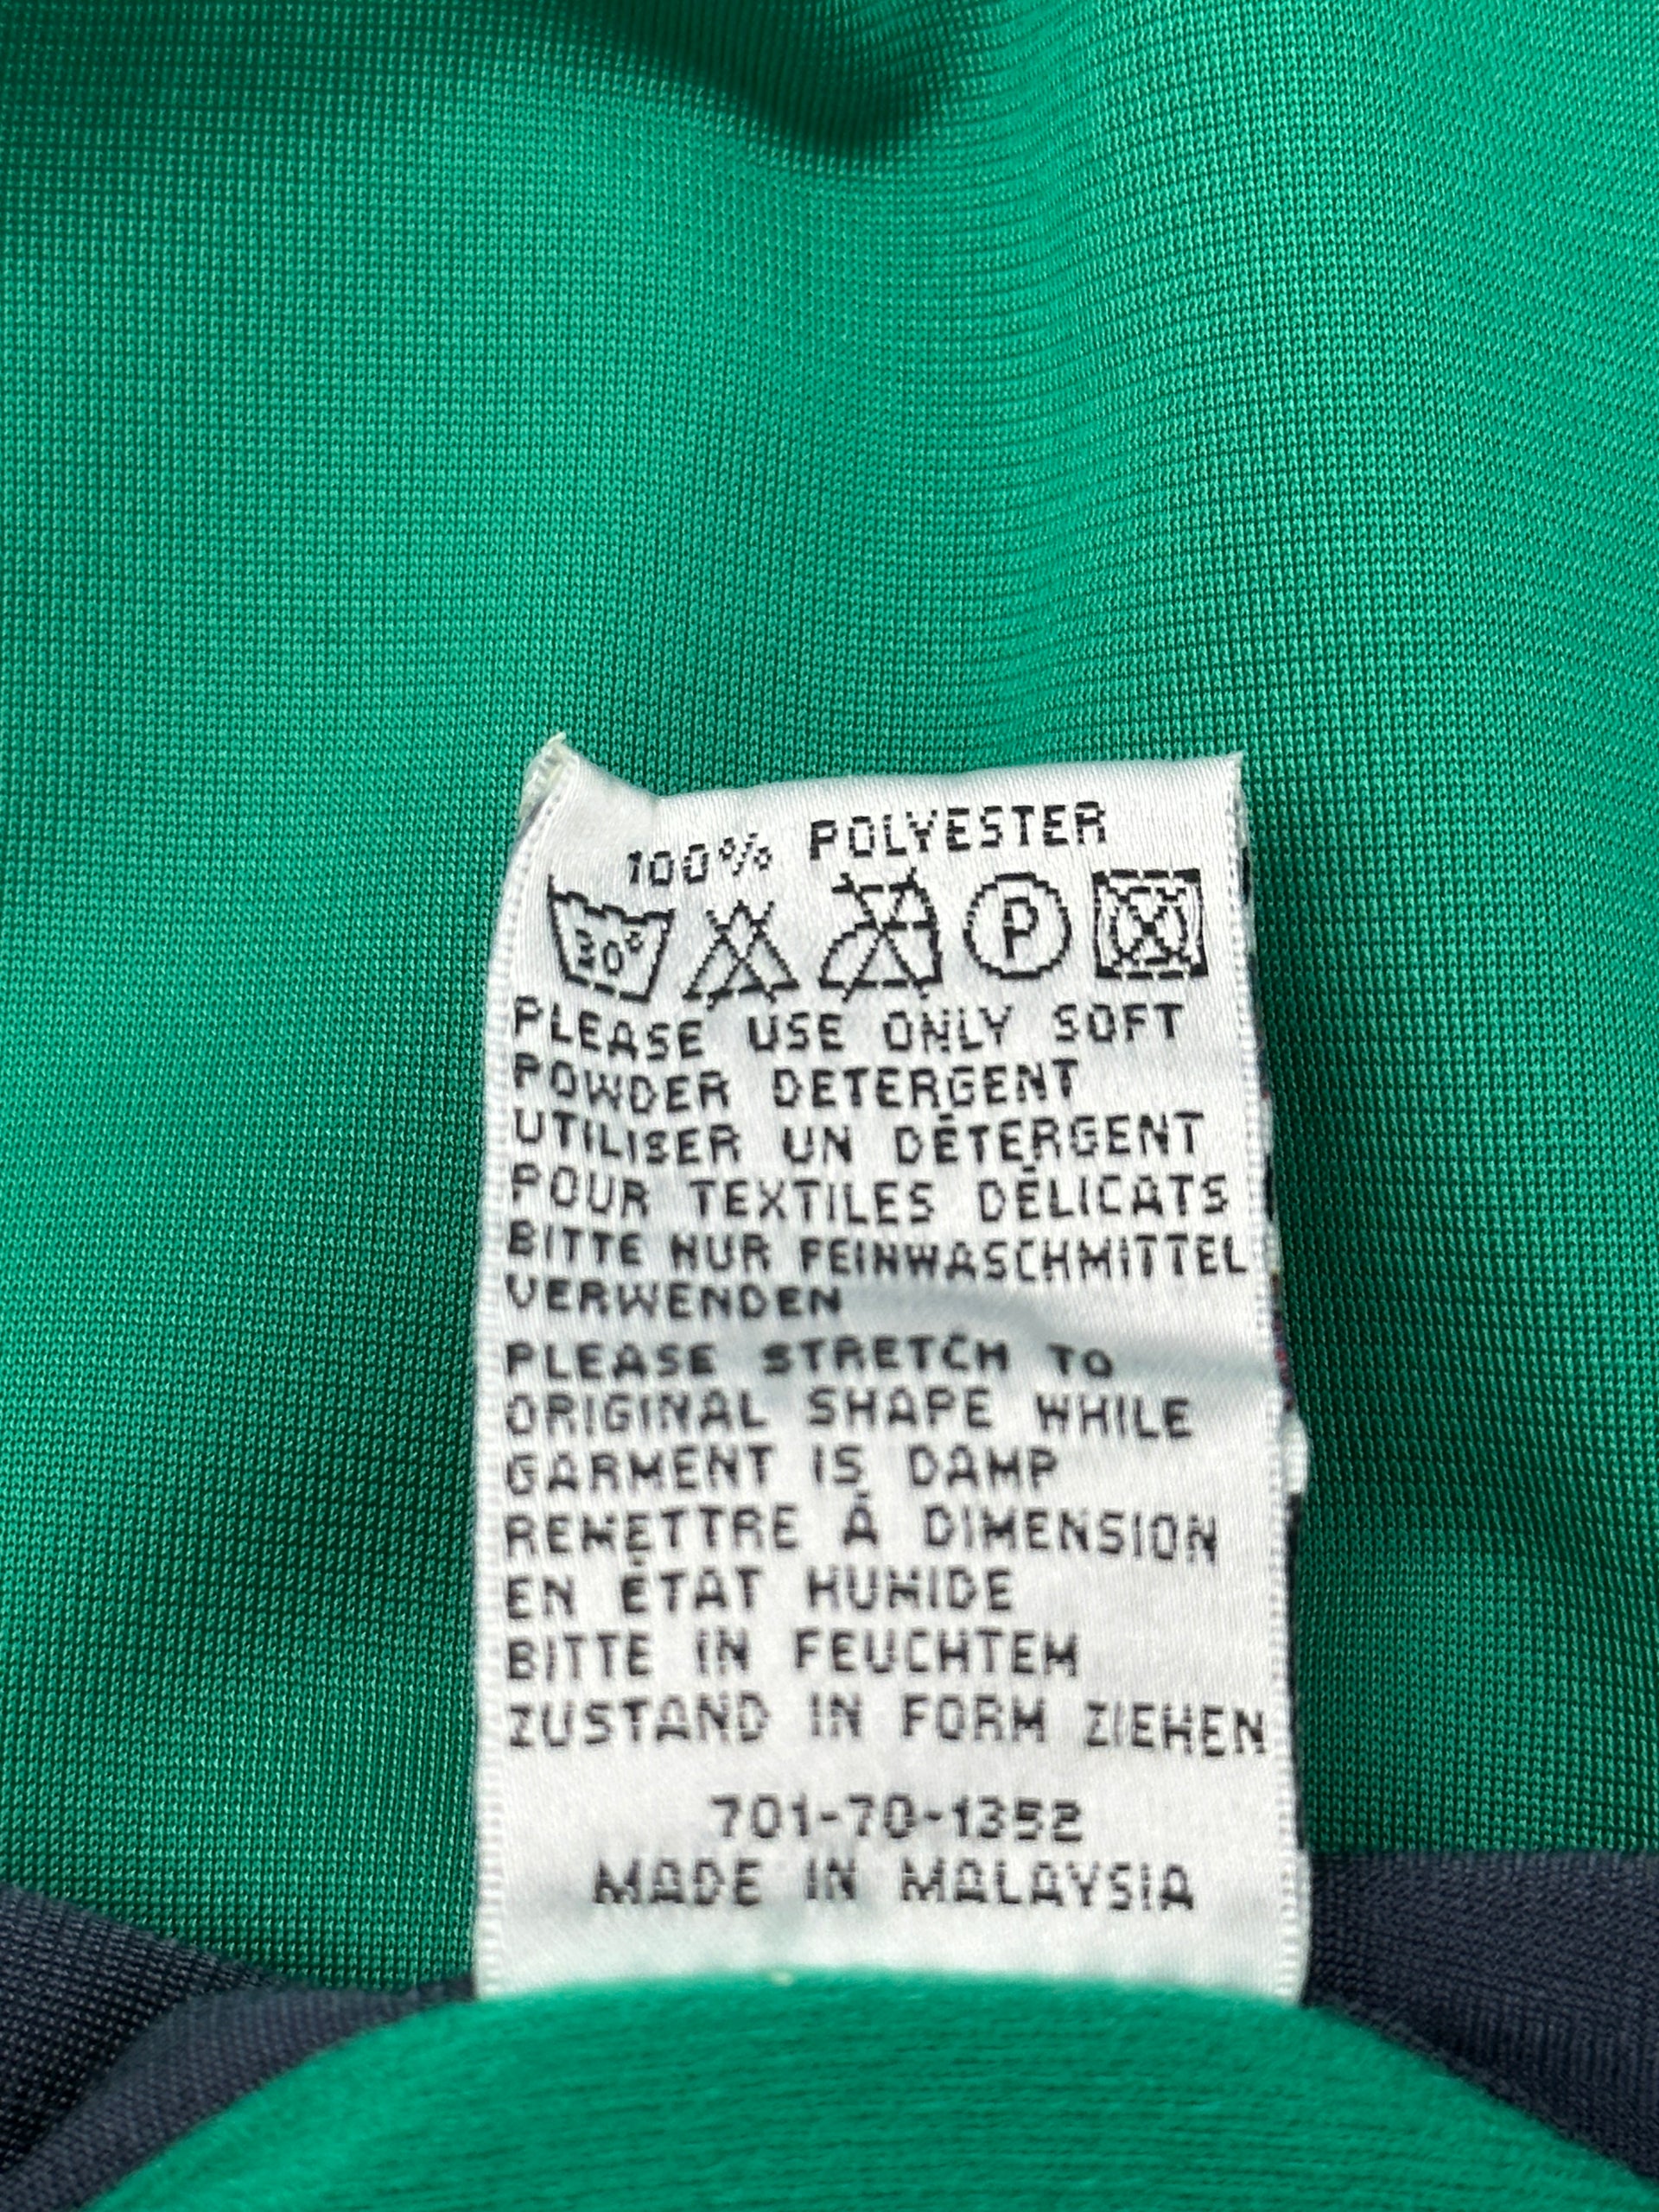 100% POLYESTER
30° P
PLEASE USE ONLY SOFT
POWDER DETERGENT
UTILISER UN DÉTERGENT
POUR TEXTILES DÉLICATS
BITTE NUR FEINWASCHMITTEL
VERWENDEN
PLEASE STRETCH TO
ORIGINAL SHAPE WHILE
GARMENT IS DAMP
REMETTRE À DIMENSION
EN ÉTAT HUMIDE
BITTE IN FEUCHTEM
ZUSTAND IN FORM ZIEHEN
701-70-1352
MADE IN MALAYSIA